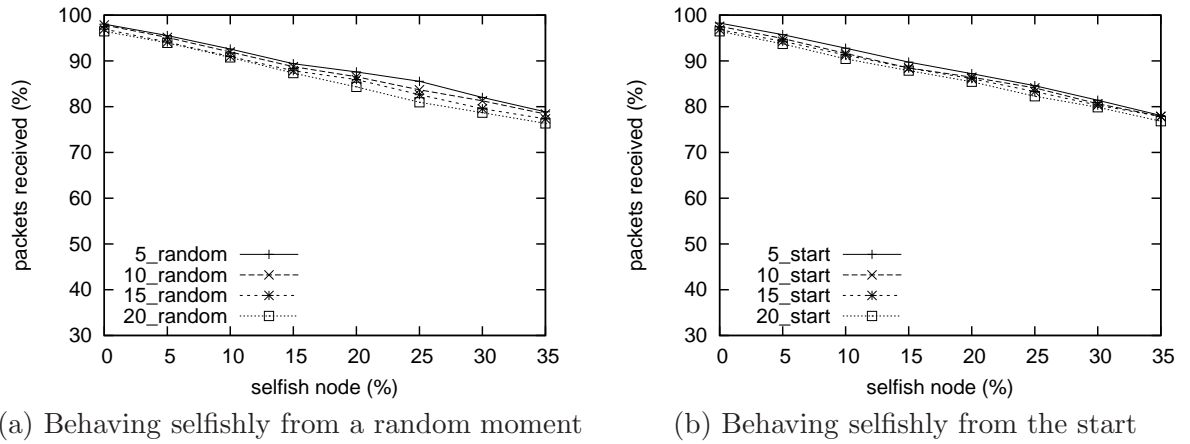 100
90
80
70
60
50
40
30
packets received (%)
5_random
10_random
15_random
20_random
0 5 10 15 20 25 30 35
selfish node (%)
(a) Behaving selfishly from a random moment
100
90
80
70
60
50
40
30
packets received (%)
5_start
10_start
15_start
20_start
0 5 10 15 20 25 30 35
selfish node (%)
(b) Behaving selfishly from the start